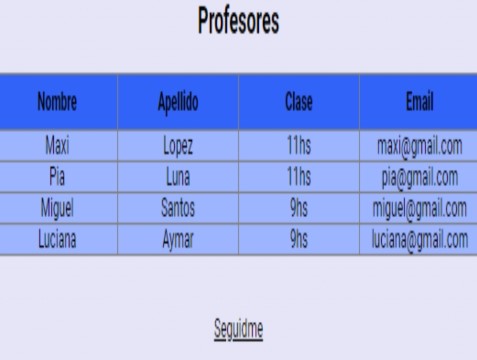 Profesores
Nombre Apellido Clase Email
Maxi Lopez 11hs maxi@gmail.com
Pia Luna 11hs pia@gmail.com
Miguel Santos 9hs miguel@gmail.com
Luciana Aymar 9hs luciana@gmail.com
Seguidme